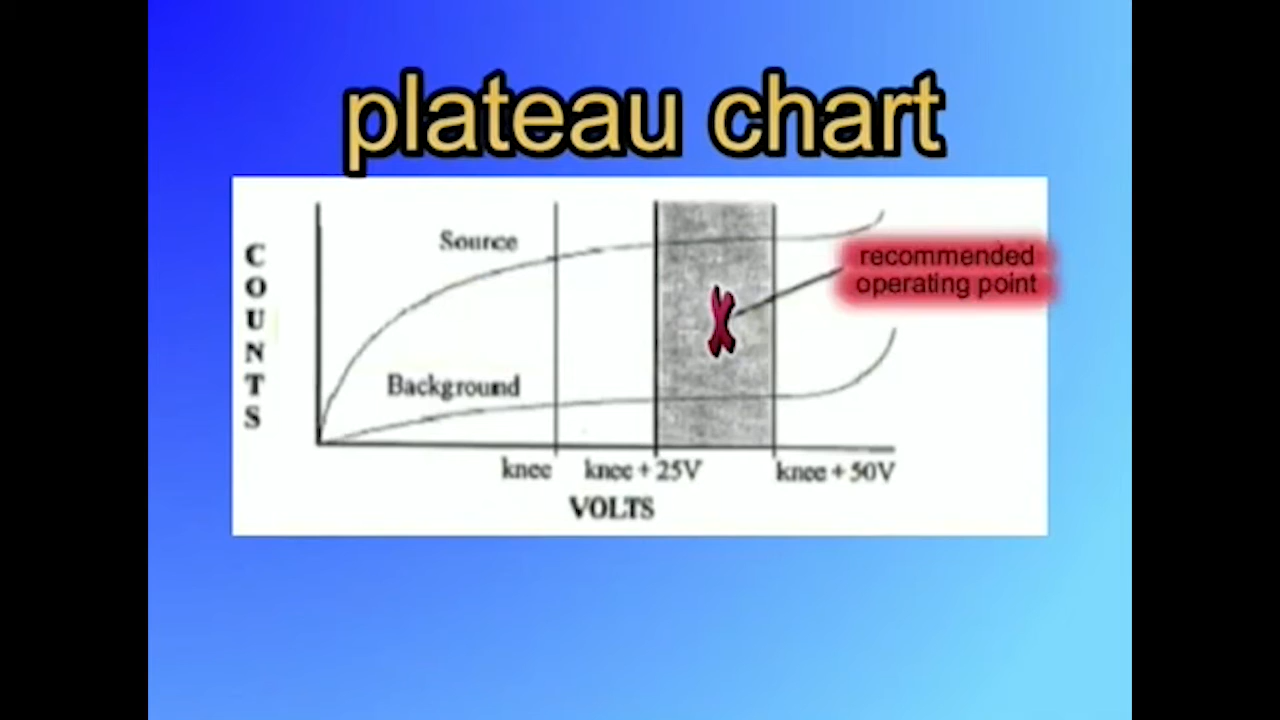 plateau chart
COUNTS
Source
recommended
operating point
Background
knee
knee + 25V
knee + 50V
VOLTS